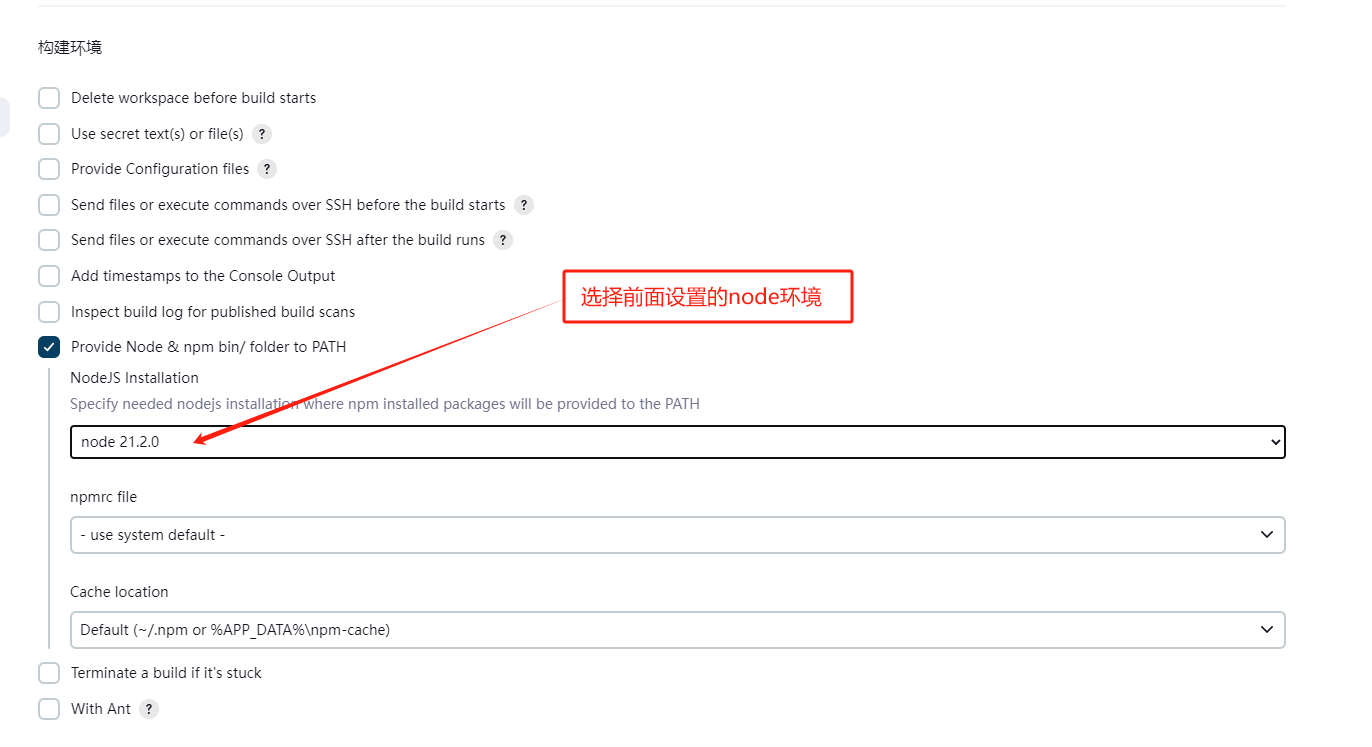 构建环境
Delete workspace before build starts
Use secret text(s) or file(s) ?
Provide Configuration files ?
Send files or execute commands over SSH before the build starts ?
Send files or execute commands over SSH after the build runs ?
Add timestamps to the Console Output
选择前面设置的node环境
Inspect build log for published build scans
Provide Node & npm bin/ folder to PATH
NodeJS Installation
Specify needed nodejs installation where npm installed packages will be provided to the PATH
node 21.2.0
npmrc file
- use system default -
Cache location
Default (~/.npm or %APP_DATA%\npm-cache)
Terminate a build if it's stuck
With Ant ?